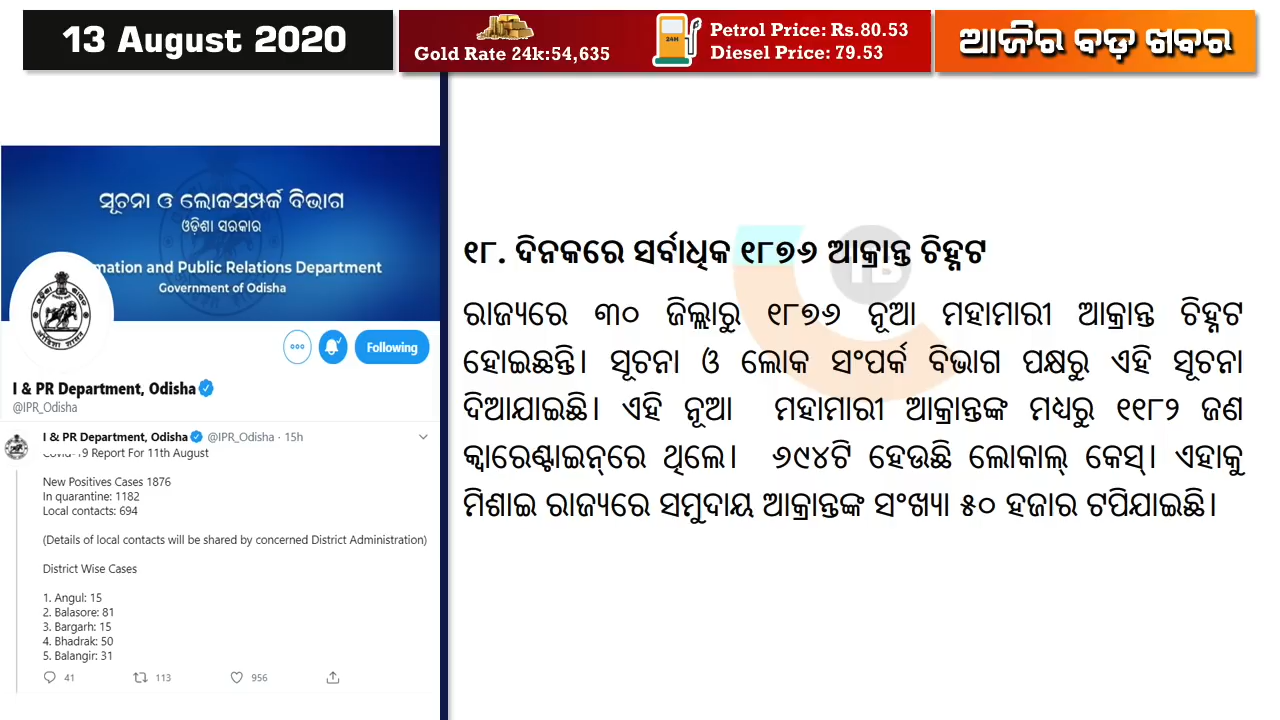 13 August 2020
Gold Rate 24k:54,635
24H
Petrol Price: Rs.80.53
Diesel Price: 79.53
ଆଜିର ବଡ଼ ଖବର
ସୂଚନା ଓ ଲୋକସମ୍ପର୍କ ବିଭାଗ
ଓଡ଼ିଶା ସରକାର
mation and Public Relations Department
Government of Odisha
Following
I & PR Department, Odisha
@IPR_Odisha
I & PR Department, Odisha @IPR_Odisha · 15h
Covid-19 Report For 11th August
New Positives Cases 1876
In quarantine: 1182
Local contacts: 694
(Details of local contacts will be shared by concerned District Administration)
District Wise Cases
1. Angul: 15
2. Balasore: 81
3. Bargarh: 15
4. Bhadrak: 50
5. Balangir: 31
41 113 956
୧୮. ଦିନକରେ ସର୍ବାଧିକ ୧୮୭୬ ଆକ୍ରାନ୍ତ ଚିହ୍ନଟ
ରାଜ୍ୟରେ ୩୦ ଜିଲ୍ଲାରୁ ୧୮୭୬ ନୂଆ ମହାମାରୀ ଆକ୍ରାନ୍ତ ଚିହ୍ନଟ
ହୋଇଛନ୍ତି। ସୂଚନା ଓ ଲୋକ ସଂପର୍କ ବିଭାଗ ପକ୍ଷରୁ ଏହି ସୂଚନା
ଦିଆଯାଇଛି। ଏହି ନୂଆ ମହାମାରୀ ଆକ୍ରାନ୍ତଙ୍କ ମଧ୍ୟରୁ ୧୧୮୨ ଜଣ
କ୍ୱାରେଣ୍ଟାଇନ୍‌ରେ ଥିଲେ। ୬୯୪ଟି ହେଉଛି ଲୋକାଲ୍ କେସ୍। ଏହାକୁ
ମିଶାଇ ରାଜ୍ୟରେ ସମୁଦାୟ ଆକ୍ରାନ୍ତଙ୍କ ସଂଖ୍ୟା ୫୦ ହଜାର ଟପିଯାଇଛି।